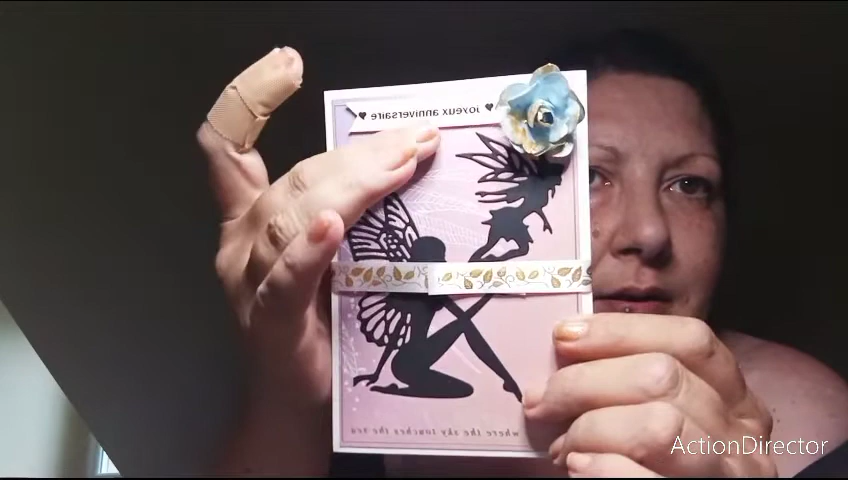 ♥ joyeux anniversaire ♥
where the sky touches the sea
ActionDirector